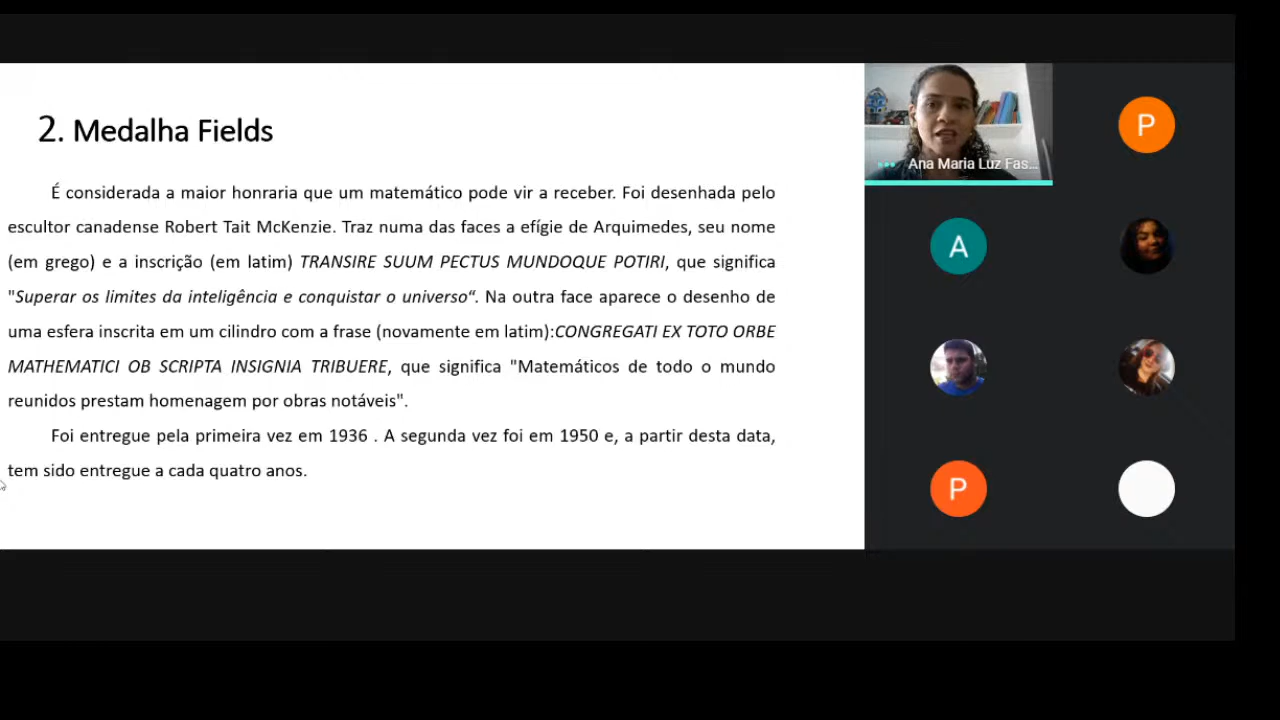 2. Medalha Fields
É considerada a maior honraria que um matemático pode vir a receber. Foi desenhada pelo
escultor canadense Robert Tait McKenzie. Traz numa das faces a efígie de Arquimedes, seu nome
(em grego) e a inscrição (em latim) TRANSIRE SUUM PECTUS MUNDOQUE POTIRI, que significa
"Superar os limites da inteligência e conquistar o universo“. Na outra face aparece o desenho de
uma esfera inscrita em um cilindro com a frase (novamente em latim):CONGREGATI EX TOTO ORBE
MATHEMATICI OB SCRIPTA INSIGNIA TRIBUERE, que significa "Matemáticos de todo o mundo
reunidos prestam homenagem por obras notáveis".
Foi entregue pela primeira vez em 1936 . A segunda vez foi em 1950 e, a partir desta data,
tem sido entregue a cada quatro anos.
Ana Maria Luz Fas...
P
A
P